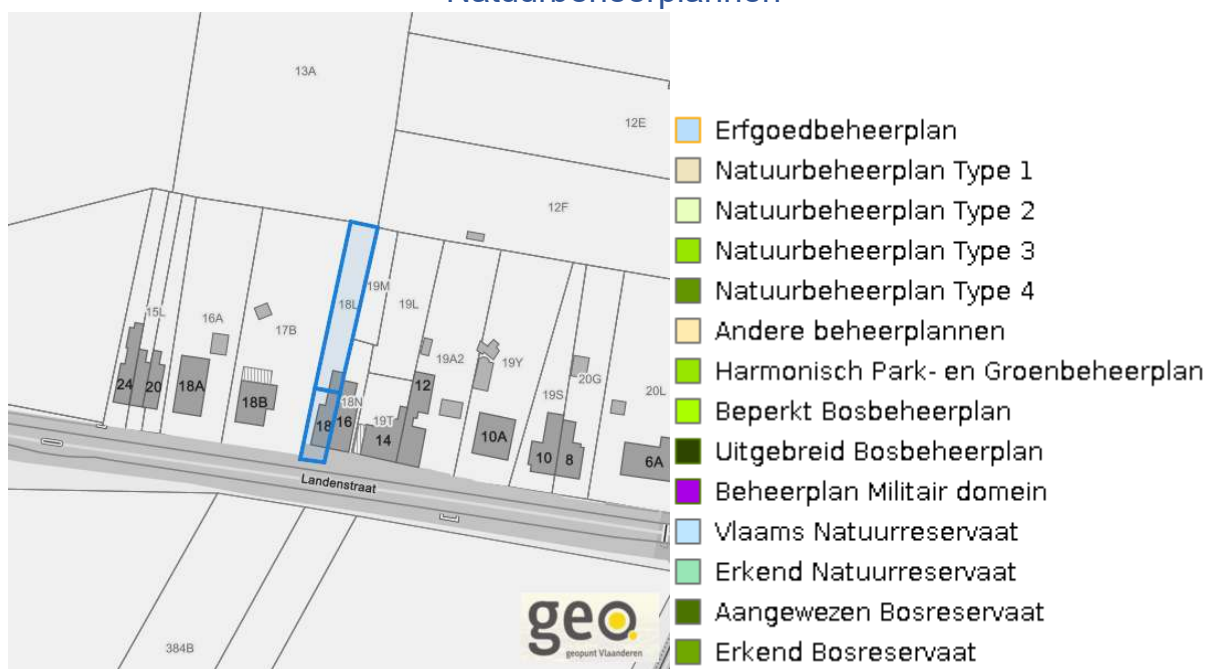 Natuurbeheerplannen
13A
12E
12F
19M
18L
19L
15L
16A
17B
19A2
19Y
20G
20L
19S
12
24
20
18A
18B
18N
18
16
19T
14
10A
10
8
6A
Landenstraat
384B
geo
geopunt Vlaanderen
Erfgoedbeheerplan
Natuurbeheerplan Type 1
Natuurbeheerplan Type 2
Natuurbeheerplan Type 3
Natuurbeheerplan Type 4
Andere beheerplannen
Harmonisch Park- en Groenbeheerplan
Beperkt Bosbeheerplan
Uitgebreid Bosbeheerplan
Beheerplan Militair domein
Vlaams Natuurreservaat
Erkend Natuurreservaat
Aangewezen Bosreservaat
Erkend Bosreservaat